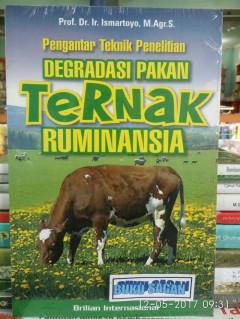 Prof. Dr. Ir. Ismartoyo, M.Agr.S.
Pengantar Teknik Penelitian
DEGRADASI PAKAN
TeRNaK
RUMINANSIA
BUKU SAHAN
Brilian Internasional
12-05-2017 09:31